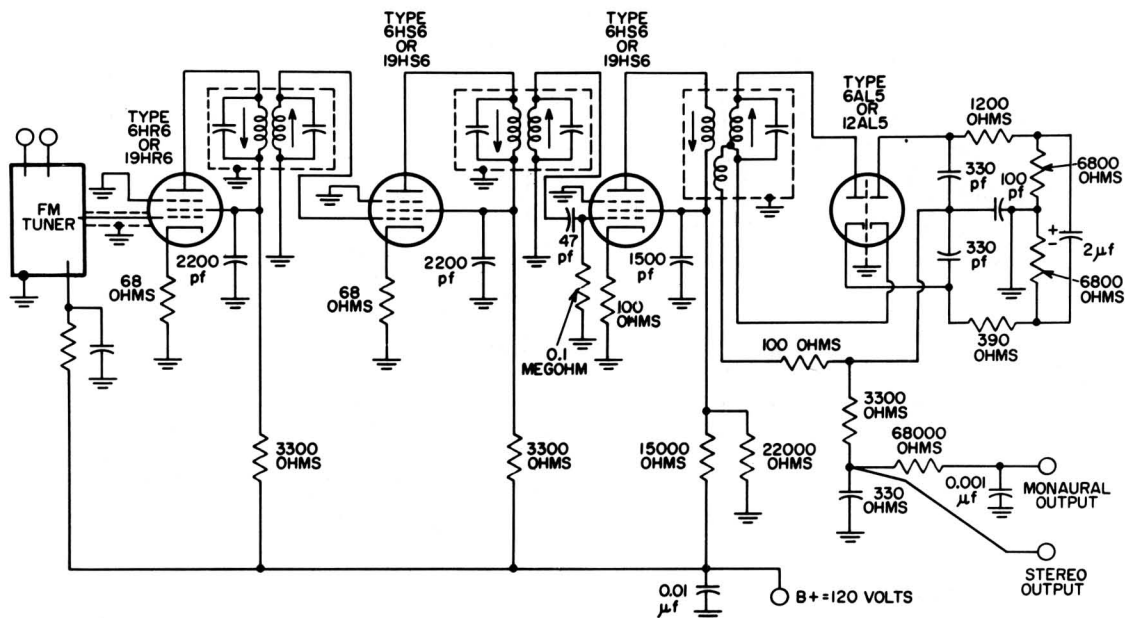 TYPE
6HR6
OR
19HR6
TYPE
6HS6
OR
19HS6
TYPE
6HS6
OR
19HS6
TYPE
6AL5
OR
12AL5
1200
OHMS
6800
OHMS
330
pf
100
pf
FM
TUNER
2200
pf
2200
pf
47
pf
1500
pf
330
pf
+
-
2 μf
6800
OHMS
68
OHMS
68
OHMS
100
OHMS
0.1
MEGOHM
390
OHMS
100 OHMS
3300
OHMS
3300
OHMS
3300
OHMS
15000
OHMS
22000
OHMS
68000
OHMS
330
OHMS
0.001
μf
MONAURAL
OUTPUT
STEREO
OUTPUT
0.01
μf
B+=120 VOLTS